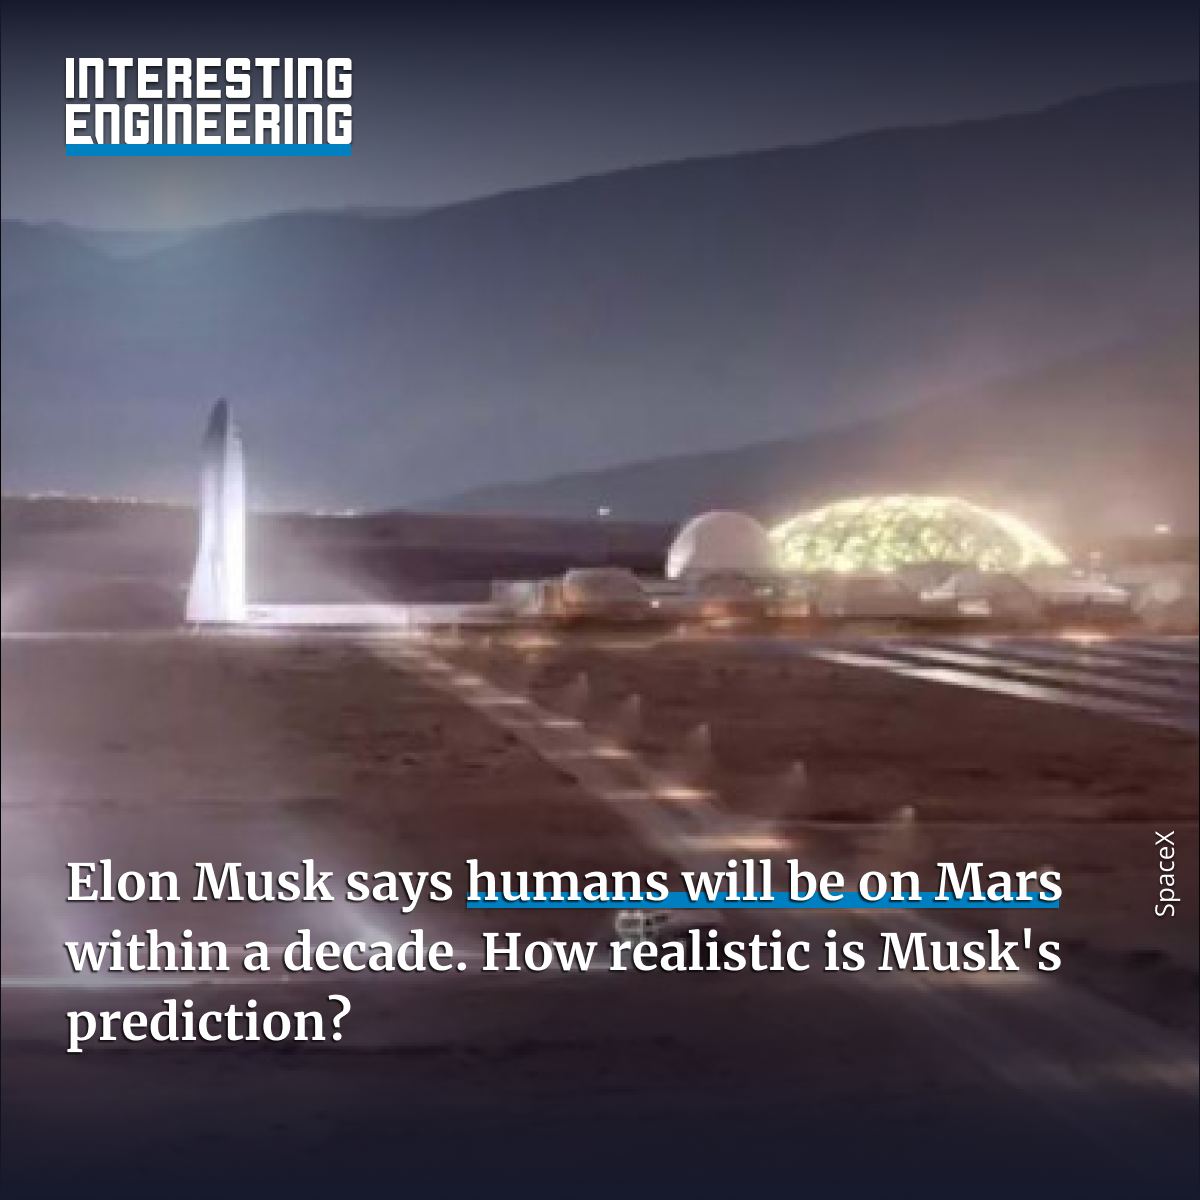 INTERESTING
ENGINEERING
Elon Musk says humans will be on Mars
within a decade. How realistic is Musk's
prediction?
SpaceX